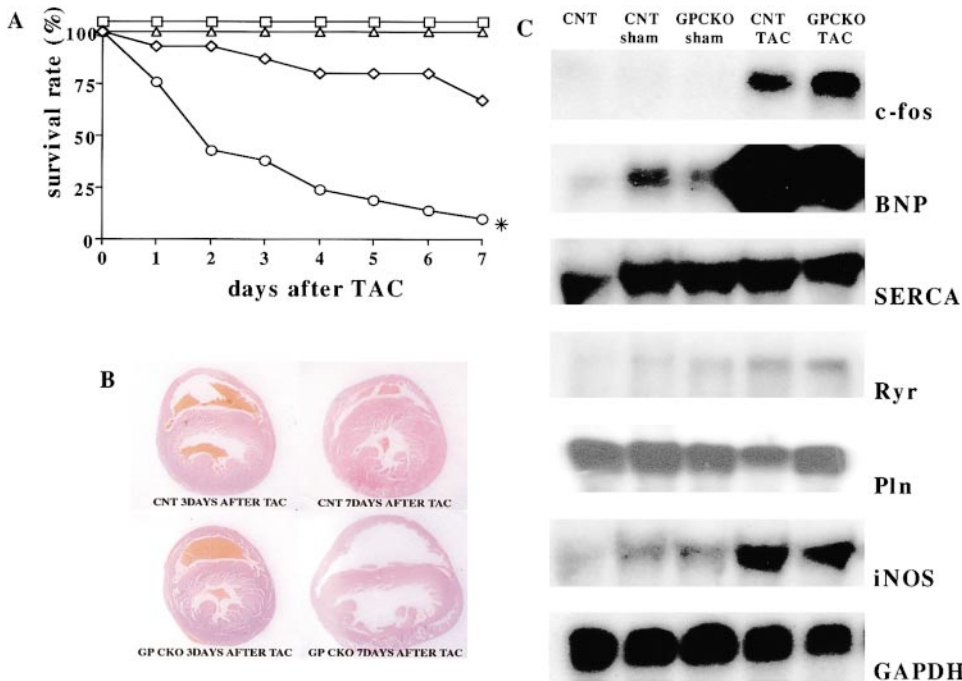 A
survival rate (%)
100
75
50
25
0
0 1 2 3 4 5 6 7
*
days after TAC
B
CNT 3DAYS AFTER TAC
CNT 7DAYS AFTER TAC
GP CKO 3DAYS AFTER TAC
GP CKO 7DAYS AFTER TAC
C
CNT CNT sham GPCKO sham CNT TAC GPCKO TAC
c-fos
BNP
SERCA
Ryr
Pln
iNOS
GAPDH